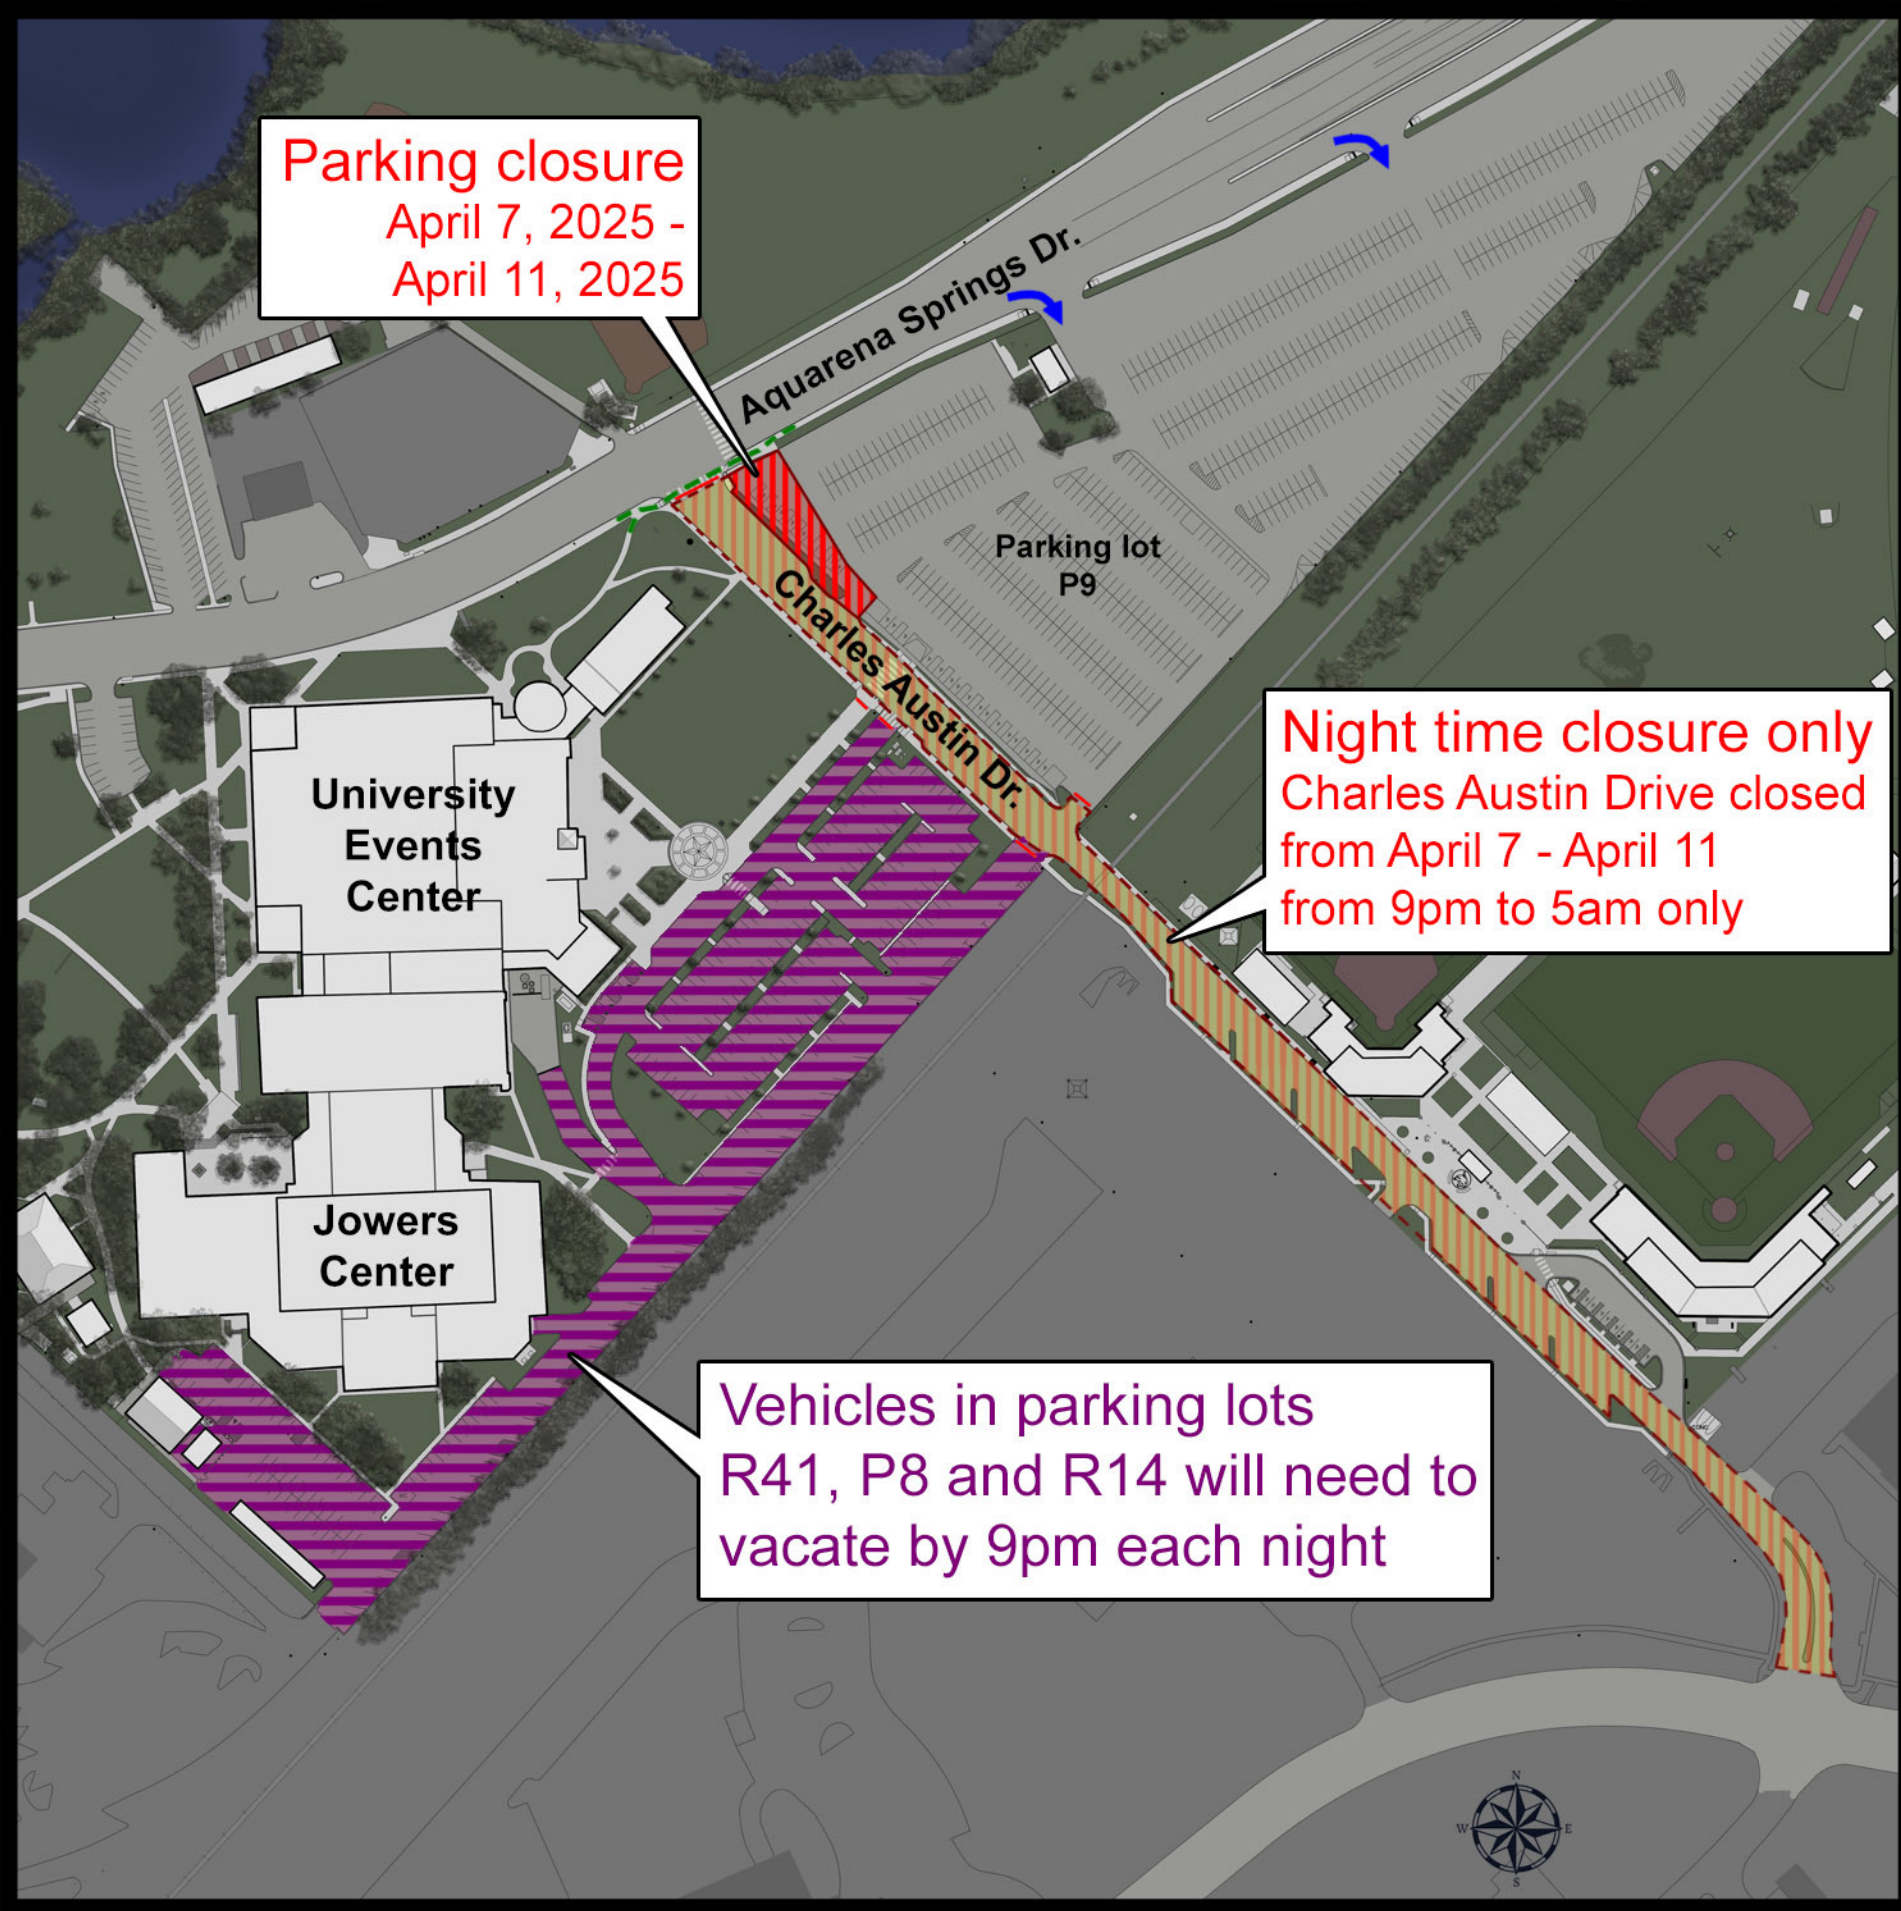 Parking closure
April 7, 2025 -
April 11, 2025
Aquarena Springs Dr.
Parking lot
P9
Charles Austin Dr.
University
Events
Center
Night time closure only
Charles Austin Drive closed
from April 7 - April 11
from 9pm to 5am only
Jowers
Center
Vehicles in parking lots
R41, P8 and R14 will need to
vacate by 9pm each night
N
W
E
S